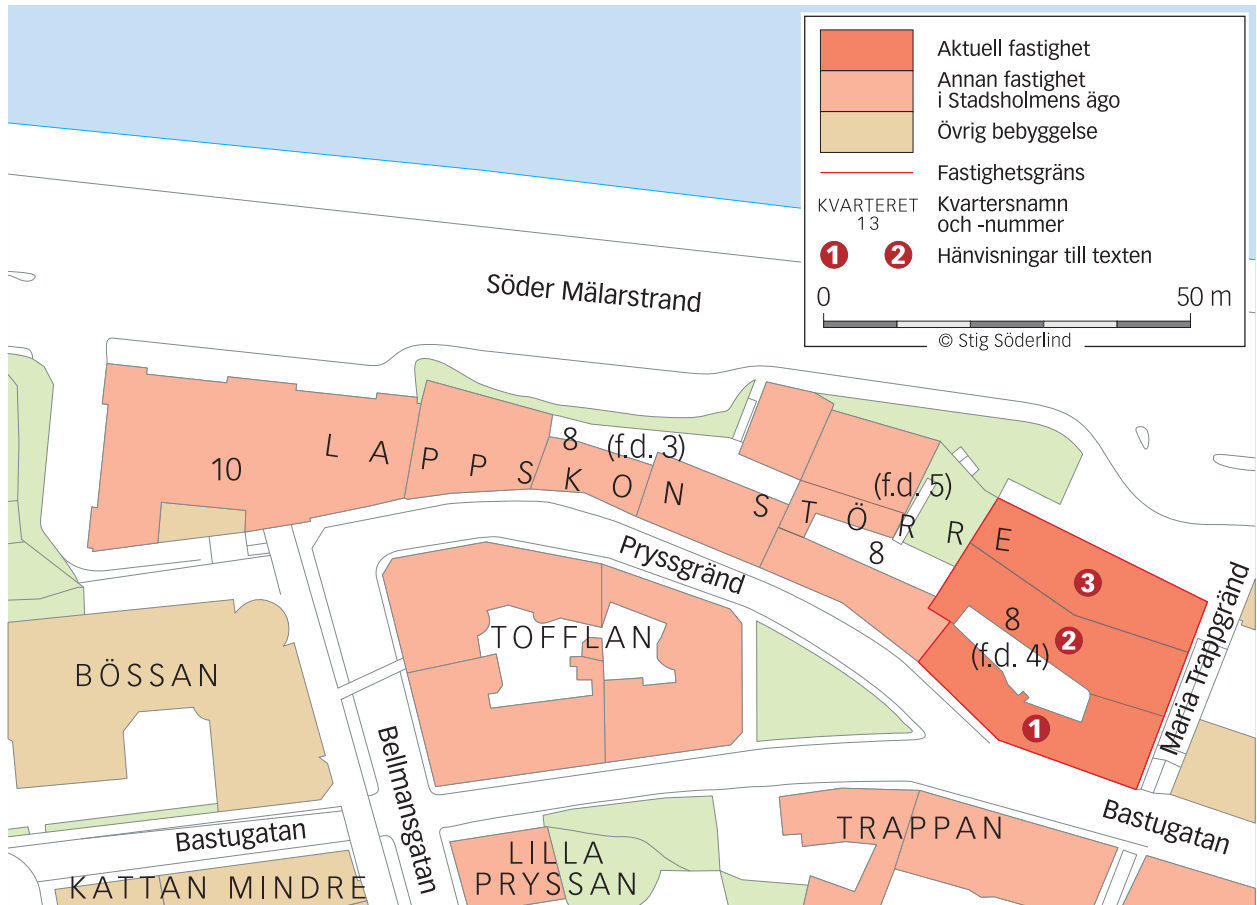 Aktuell fastighet
Annan fastighet
i Stadsholmens ägo
Övrig bebyggelse
Fastighetsgräns
KVARTERET
13
Kvartersnamn
och -nummer
1 2 Hänvisningar till texten
0 50 m
© Stig Söderlind
Söder Mälarstrand
LAPPSKON STÖRRE
10
8 (f.d. 3)
(f.d. 5)
8
3
8
2
(f.d. 4)
1
Pryssgränd
Maria Trappgränd
TOFFLAN
BÖSSAN
Bellmansgatan
Bastugatan
Bastugatan
TRAPPAN
LILLA
PRYSSAN
KATTAN MINDRE